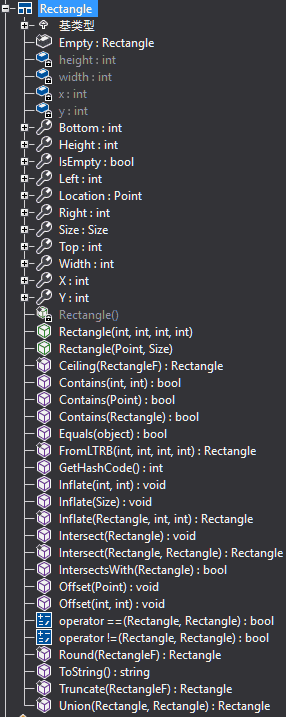 Rectangle
基类型
Empty : Rectangle
height : int
width : int
x : int
y : int
Bottom : int
Height : int
IsEmpty : bool
Left : int
Location : Point
Right : int
Size : Size
Top : int
Width : int
X : int
Y : int
Rectangle()
Rectangle(int, int, int, int)
Rectangle(Point, Size)
Ceiling(RectangleF) : Rectangle
Contains(int, int) : bool
Contains(Point) : bool
Contains(Rectangle) : bool
Equals(object) : bool
FromLTRB(int, int, int, int) : Rectangle
GetHashCode() : int
Inflate(int, int) : void
Inflate(Size) : void
Inflate(Rectangle, int, int) : Rectangle
Intersect(Rectangle) : void
Intersect(Rectangle, Rectangle) : Rectangle
IntersectsWith(Rectangle) : bool
Offset(Point) : void
Offset(int, int) : void
operator ==(Rectangle, Rectangle) : bool
operator !=(Rectangle, Rectangle) : bool
Round(RectangleF) : Rectangle
ToString() : string
Truncate(RectangleF) : Rectangle
Union(Rectangle, Rectangle) : Rectangle